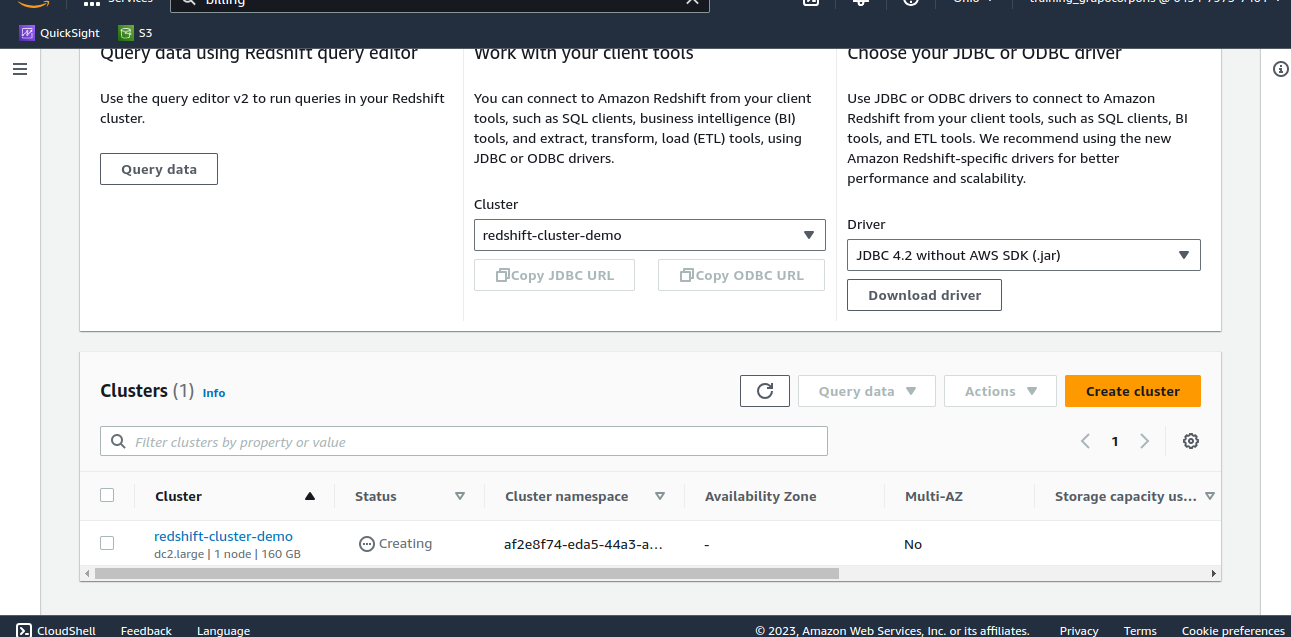 Services
billing
Ohio
QuickSight
S3
Query data using Redshift query editor
Use the query editor v2 to run queries in your Redshift
cluster.
Query data
Work with your client tools
You can connect to Amazon Redshift from your client
tools, such as SQL clients, business intelligence (BI)
tools, and extract, transform, load (ETL) tools, using
JDBC or ODBC drivers.
Cluster
redshift-cluster-demo
Copy JDBC URL
Copy ODBC URL
Choose your JDBC or ODBC driver
Use JDBC or ODBC drivers to connect to Amazon
Redshift from your client tools, such as SQL clients, BI
tools, and ETL tools. We recommend using the new
Amazon Redshift-specific drivers for better
performance and scalability.
Driver
JDBC 4.2 without AWS SDK (.jar)
Download driver
Clusters (1) Info
Query data
Actions
Create cluster
Filter clusters by property or value
1
Cluster Status Cluster namespace Availability Zone Multi-AZ Storage capacity us...
redshift-cluster-demo Creating af2e8f74-eda5-44a3-a... - No
dc2.large | 1 node | 160 GB
CloudShell Feedback Language © 2023, Amazon Web Services, Inc. or its affiliates. Privacy Terms Cookie preferences